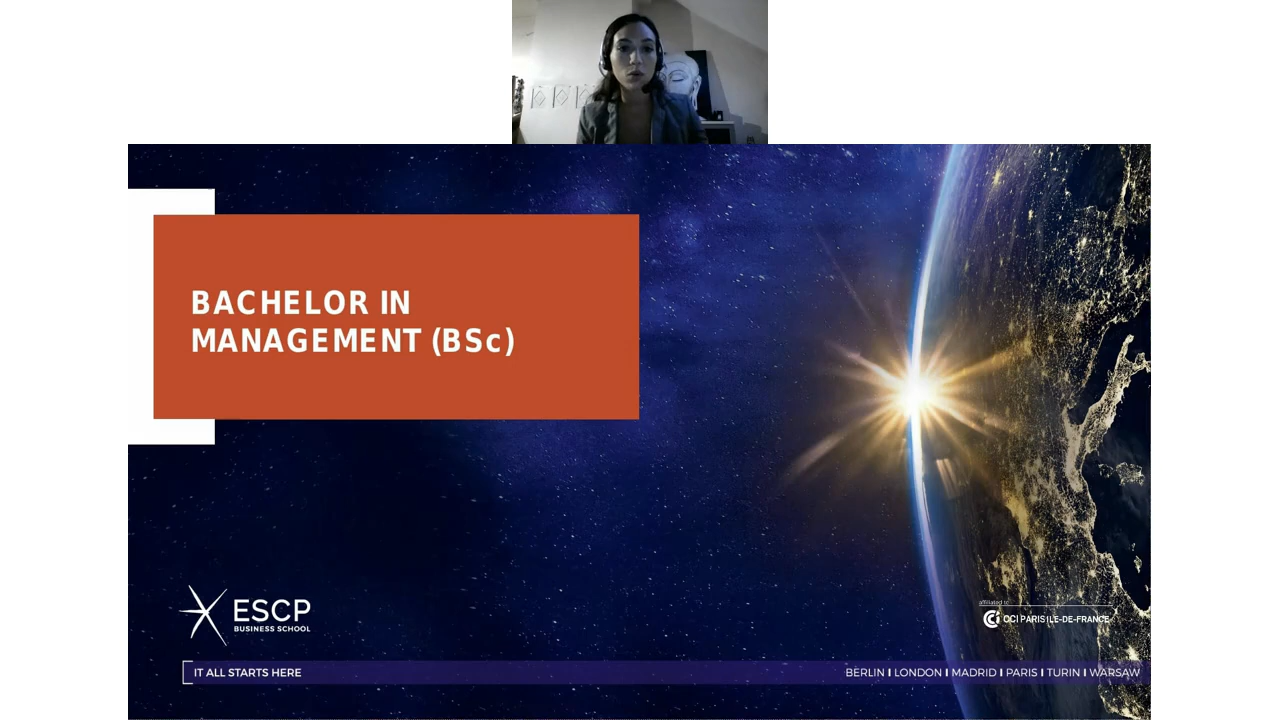 BACHELOR IN
MANAGEMENT (BSc)
ESCP
BUSINESS SCHOOL
affiliated to
CCI PARIS ILE-DE-FRANCE
IT ALL STARTS HERE
BERLIN I LONDON I MADRID I PARIS I TURIN I WARSAW